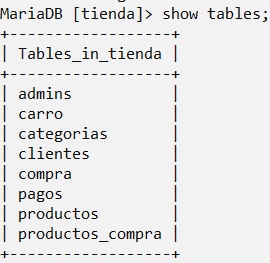 MariaDB [tienda]> show tables;
+------------------+
| Tables_in_tienda |
+------------------+
| admins           |
| carro            |
| categorias       |
| clientes         |
| compra           |
| pagos            |
| productos        |
| productos_compra |
+------------------+